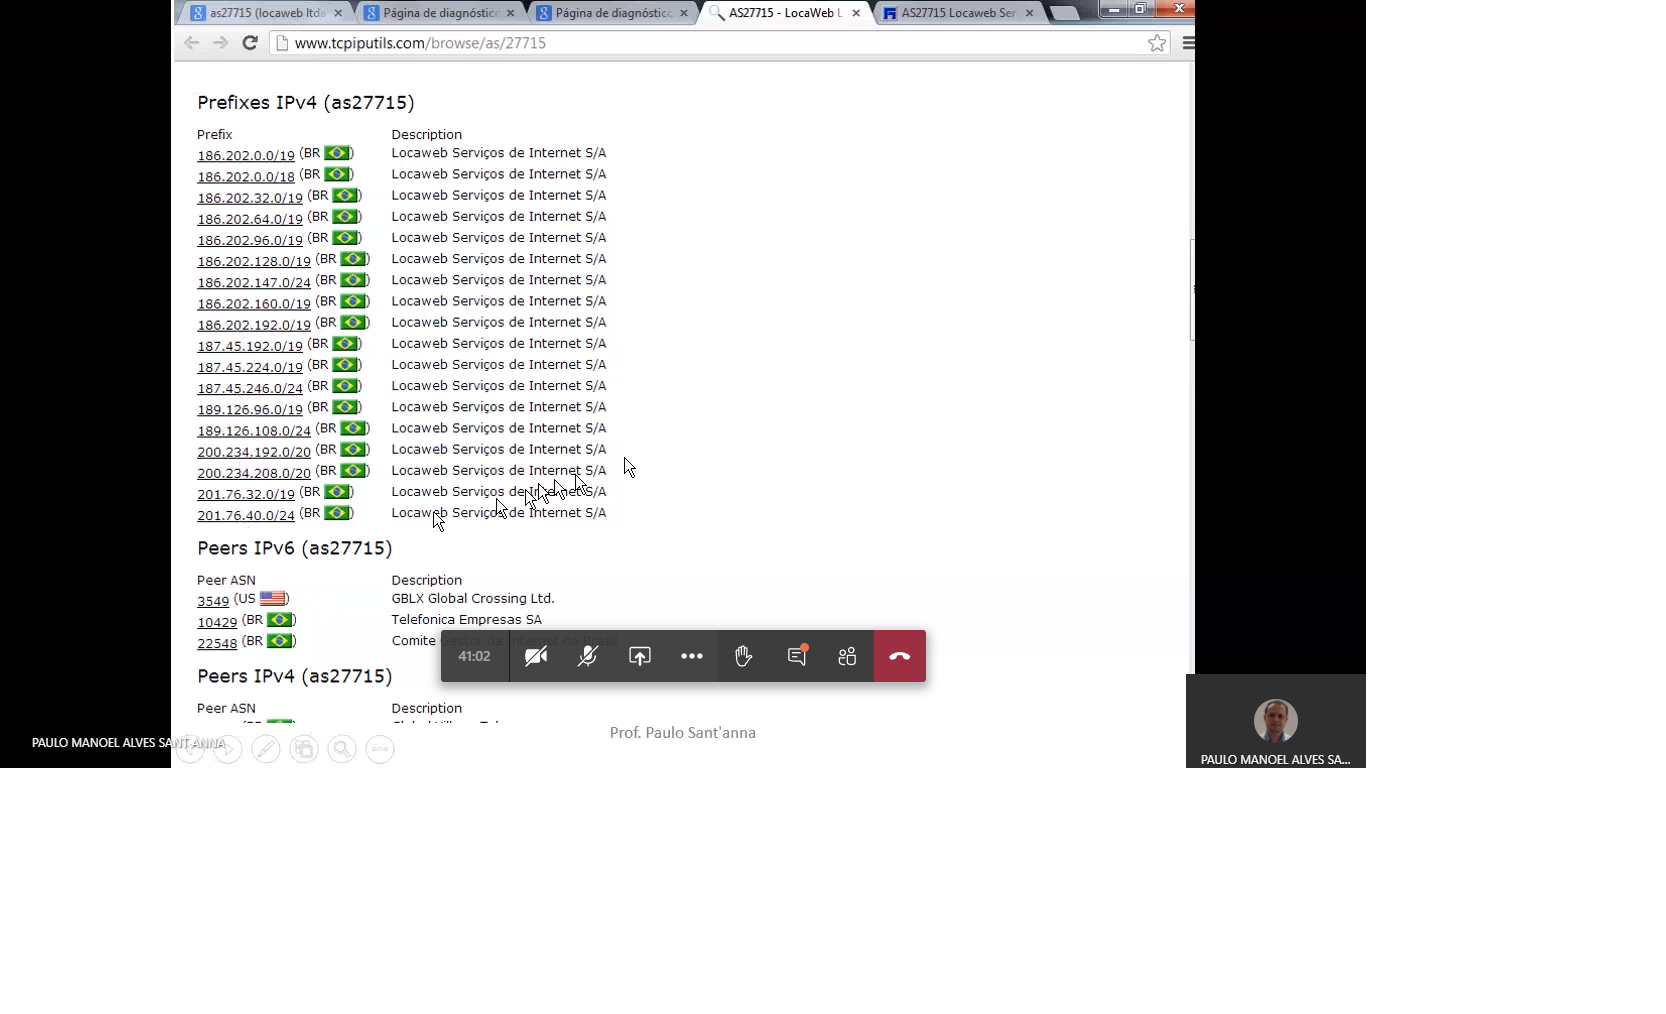 as27715 (locaweb ltda
Página de diagnóstico
Página de diagnóstico
AS27715 - LocaWeb L
AS27715 Locaweb Ser
www.tcpiputils.com/browse/as/27715
Prefixes IPv4 (as27715)
Prefix Description
186.202.0.0/19 (BR) Locaweb Serviços de Internet S/A
186.202.0.0/18 (BR) Locaweb Serviços de Internet S/A
186.202.32.0/19 (BR) Locaweb Serviços de Internet S/A
186.202.64.0/19 (BR) Locaweb Serviços de Internet S/A
186.202.96.0/19 (BR) Locaweb Serviços de Internet S/A
186.202.128.0/19 (BR) Locaweb Serviços de Internet S/A
186.202.147.0/24 (BR) Locaweb Serviços de Internet S/A
186.202.160.0/19 (BR) Locaweb Serviços de Internet S/A
186.202.192.0/19 (BR) Locaweb Serviços de Internet S/A
187.45.192.0/19 (BR) Locaweb Serviços de Internet S/A
187.45.224.0/19 (BR) Locaweb Serviços de Internet S/A
187.45.246.0/24 (BR) Locaweb Serviços de Internet S/A
189.126.96.0/19 (BR) Locaweb Serviços de Internet S/A
189.126.108.0/24 (BR) Locaweb Serviços de Internet S/A
200.234.192.0/20 (BR) Locaweb Serviços de Internet S/A
200.234.208.0/20 (BR) Locaweb Serviços de Internet S/A
201.76.32.0/19 (BR) Locaweb Serviços de Internet S/A
201.76.40.0/24 (BR) Locaweb Serviços de Internet S/A
Peers IPv6 (as27715)
Peer ASN Description
3549 (US) GBLX Global Crossing Ltd.
10429 (BR) Telefonica Empresas SA
22548 (BR) Comite Gestor da Internet no Brasil
41:02
Peers IPv4 (as27715)
Peer ASN Description
Prof. Paulo Sant'anna
PAULO MANOEL ALVES SANT ANNA
PAULO MANOEL ALVES SA...